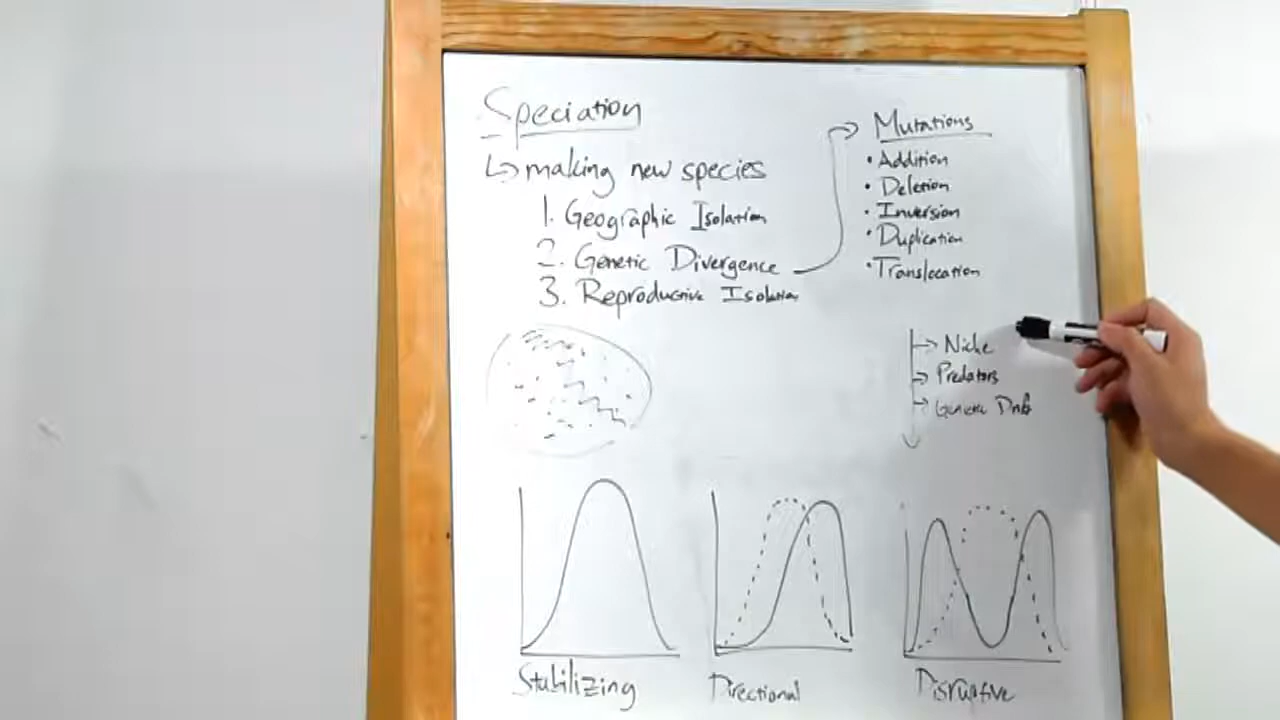 Speciation
↳ making new species
1. Geographic Isolation
2. Genetic Divergence
3. Reproductive Isolation
Mutations
• Addition
• Deletion
• Inversion
• Duplication
• Translocation
→ Niche
→ Predators
→ Genetic Drift
Stabilizing
Directional
Disruptive